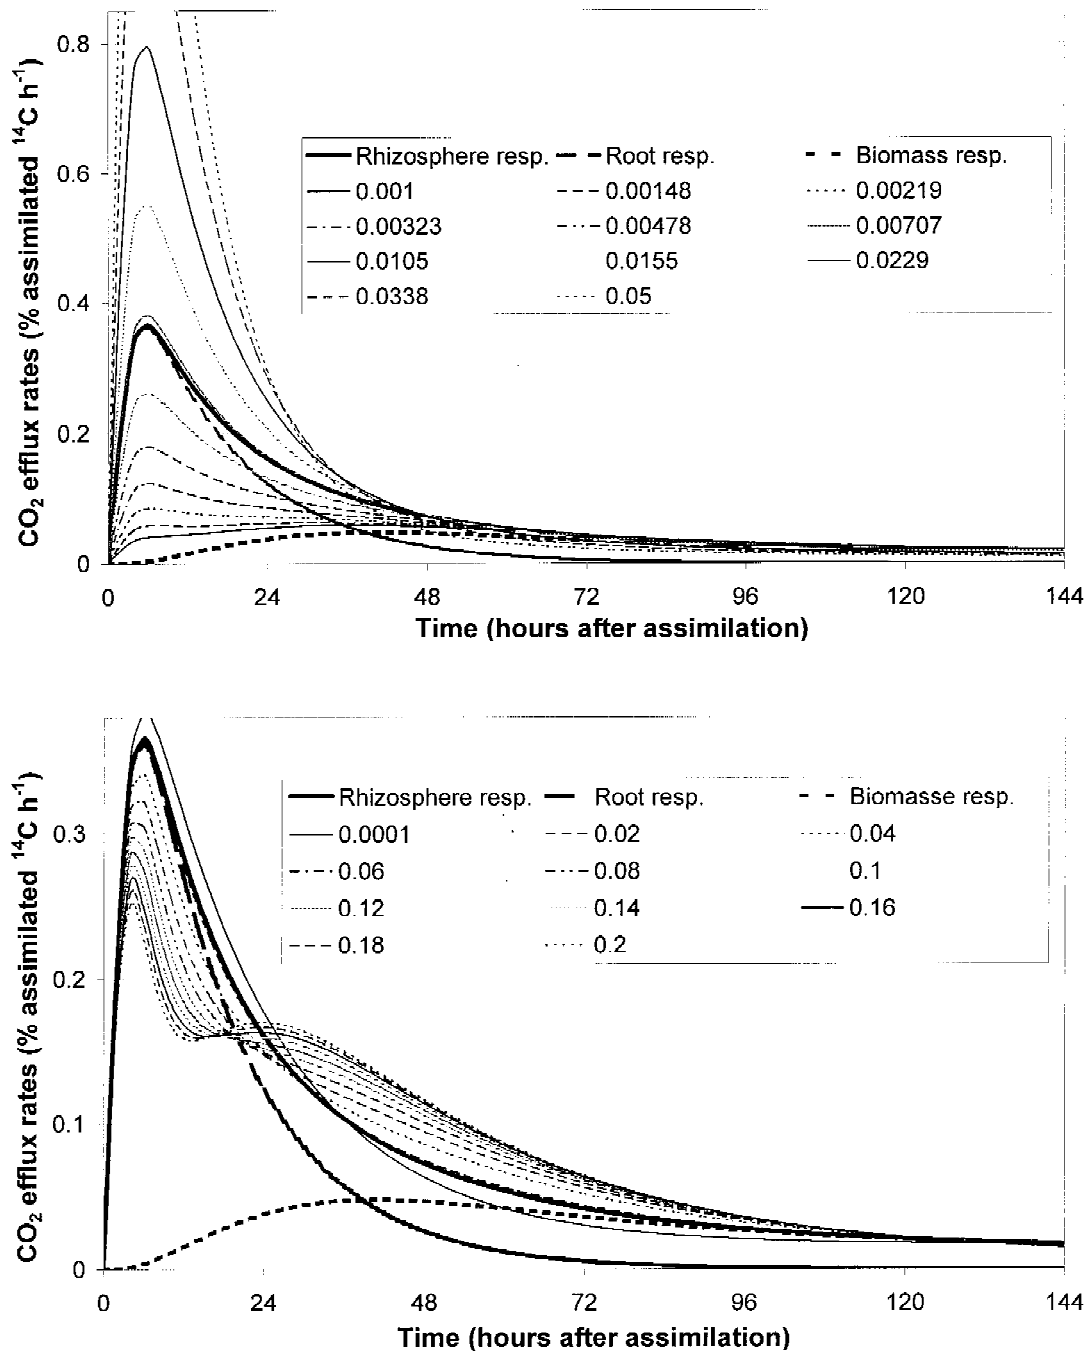 CO2 efflux rates (% assimilated 14C h-1)
0.8
0.6
0.4
0.2
0
Rhizosphere resp. Root resp. Biomass resp.
0.001 0.00148 0.00219
0.00323 0.00478 0.00707
0.0105 0.0155 0.0229
0.0338 0.05
0 24 48 72 96 120 144
Time (hours after assimilation)
CO2 efflux rates (% assimilated 14C h-1)
0.3
0.2
0.1
0
Rhizosphere resp. Root resp. Biomasse resp.
0.0001 0.02 0.04
0.06 0.08 0.1
0.12 0.14 0.16
0.18 0.2
0 24 48 72 96 120 144
Time (hours after assimilation)